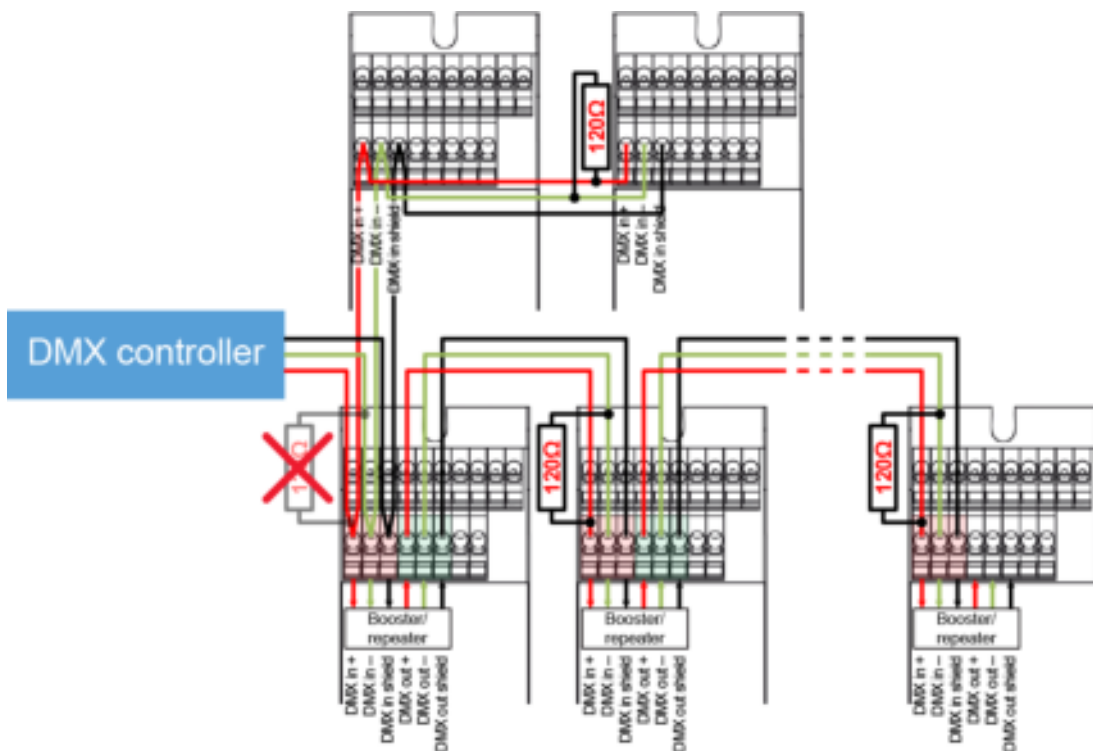 120Ω
DMX in +
DMX in –
DMX in shield
DMX in +
DMX in –
DMX in shield
DMX controller
120Ω
120Ω
Booster/
repeater
Booster/
repeater
Booster/
repeater
DMX in +
DMX in –
DMX in shield
DMX out +
DMX out –
DMX out shield
DMX in +
DMX in –
DMX in shield
DMX out +
DMX out –
DMX out shield
DMX in +
DMX in –
DMX in shield
DMX out +
DMX out –
DMX out shield